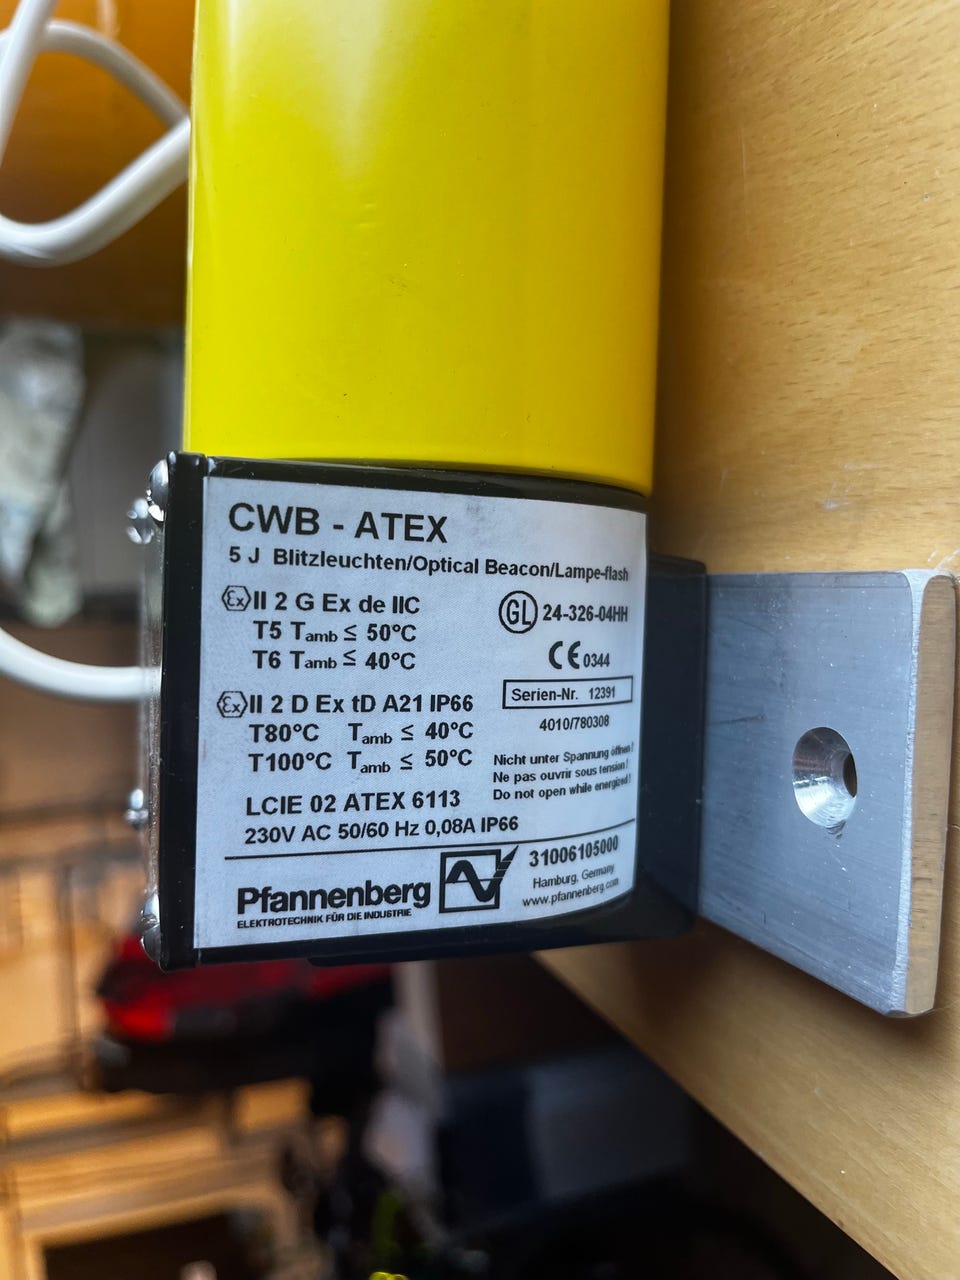 CWB - ATEX
5 J Blitzleuchten/Optical Beacon/Lampe-flash
Ex II 2 G Ex de IIC
T5 Tamb ≤ 50°C
T6 Tamb ≤ 40°C
GL 24-326-04HH
CE 0344
Serien-Nr. 12391
4010/780308
Ex II 2 D Ex tD A21 IP66
T80°C Tamb ≤ 40°C
T100°C Tamb ≤ 50°C
Nicht unter Spannung öffnen!
Ne pas ouvrir sous tension!
Do not open while energized!
LCIE 02 ATEX 6113
230V AC 50/60 Hz 0,08A IP66
Pfannenberg
ELEKTROTECHNIK FÜR DIE INDUSTRIE
31006105000
Hamburg, Germany
www.pfannenberg.com